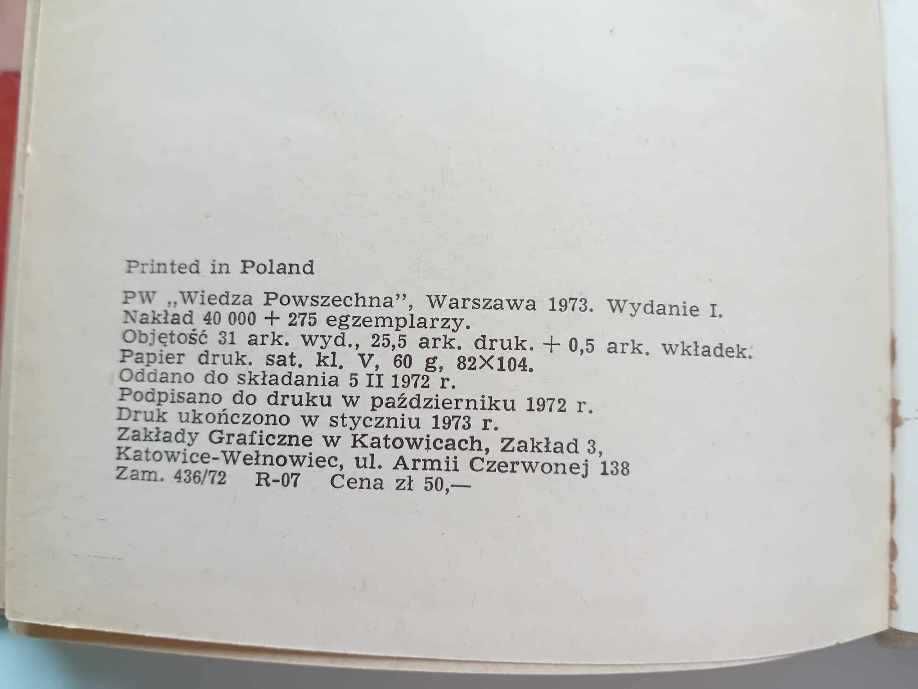 Printed in Poland
PW „Wiedza Powszechna”, Warszawa 1973. Wydanie I.
Nakład 40 000 + 275 egzemplarzy.
Objętość 31 ark. wyd., 25,5 ark. druk. + 0,5 ark. wkładek.
Papier druk. sat. kl. V, 60 g, 82×104.
Oddano do składania 5 II 1972 r.
Podpisano do druku w październiku 1972 r.
Druk ukończono w styczniu 1973 r.
Zakłady Graficzne w Katowicach, Zakład 3,
Katowice-Wełnowiec, ul. Armii Czerwonej 138
Zam. 436/72 R-07 Cena zł 50,—